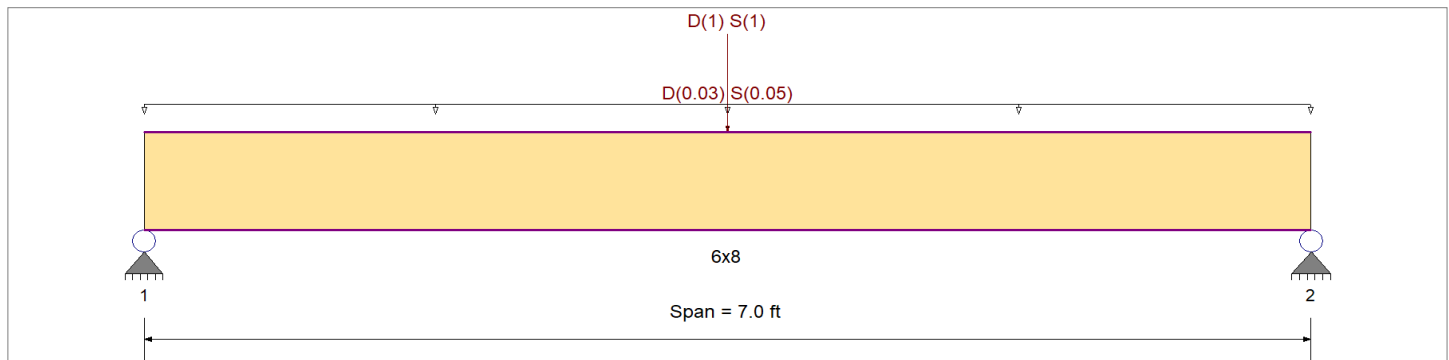 D(1) S(1)
D(0.03) S(0.05)
6x8
1 2
Span = 7.0 ft